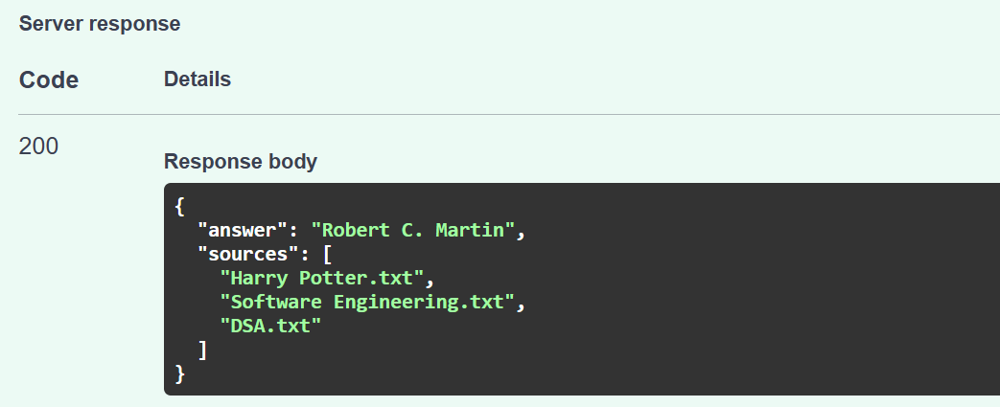 Server response
Code Details
200
Response body
{
  "answer": "Robert C. Martin",
  "sources": [
    "Harry Potter.txt",
    "Software Engineering.txt",
    "DSA.txt"
  ]
}